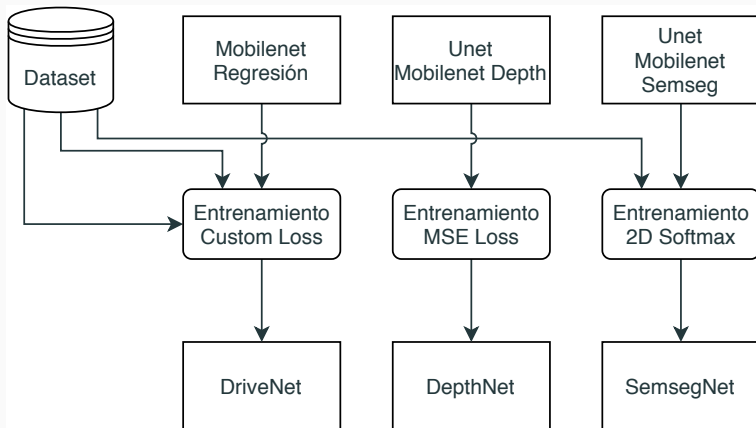 Dataset
Mobilenet
Regresión
Unet
Mobilenet Depth
Unet
Mobilenet
Semseg
Entrenamiento
Custom Loss
Entrenamiento
MSE Loss
Entrenamiento
2D Softmax
DriveNet
DepthNet
SemsegNet